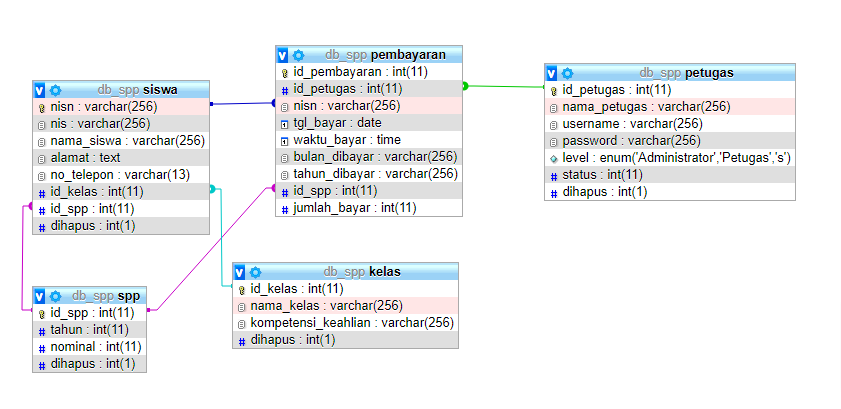 db_spp siswa
nisn : varchar(256)
nis : varchar(256)
nama_siswa : varchar(256)
alamat : text
no_telepon : varchar(13)
id_kelas : int(11)
id_spp : int(11)
dihapus : int(1)
db_spp pembayaran
id_pembayaran : int(11)
id_petugas : int(11)
nisn : varchar(256)
tgl_bayar : date
waktu_bayar : time
bulan_dibayar : varchar(256)
tahun_dibayar : varchar(256)
id_spp : int(11)
jumlah_bayar : int(11)
db_spp petugas
id_petugas : int(11)
nama_petugas : varchar(256)
username : varchar(256)
password : varchar(256)
level : enum('Administrator','Petugas','s')
status : int(11)
dihapus : int(1)
db_spp spp
id_spp : int(11)
tahun : int(11)
nominal : int(11)
dihapus : int(1)
db_spp kelas
id_kelas : int(11)
nama_kelas : varchar(256)
kompetensi_keahlian : varchar(256)
dihapus : int(1)